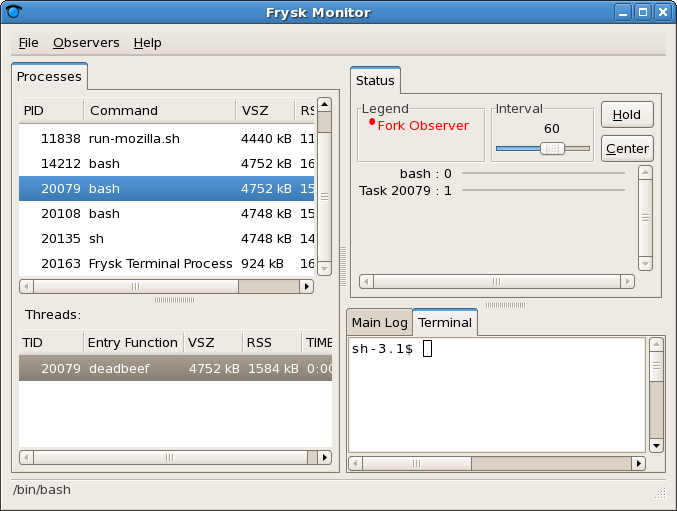 Frysk Monitor
File Observers Help
Processes
PID Command VSZ RS
11838 run-mozilla.sh 4440 kB 11
14212 bash 4752 kB 16
20079 bash 4752 kB 15
20108 bash 4748 kB 15
20135 sh 4748 kB 14
20163 Frysk Terminal Process 924 kB 16
Threads:
TID Entry Function VSZ RSS TIME
20079 deadbeef 4752 kB 1584 kB 0:00
Status
Legend
Fork Observer
Interval
60
Hold
Center
bash : 0
Task 20079 : 1
Main Log Terminal
sh-3.1$
/bin/bash